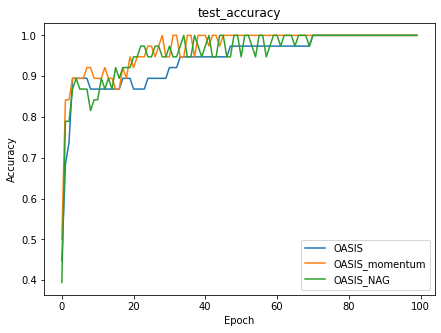 test_accuracy
1.0
0.9
0.8
0.7
0.6
0.5
0.4
Accuracy
0 20 40 60 80 100
Epoch
OASIS
OASIS_momentum
OASIS_NAG